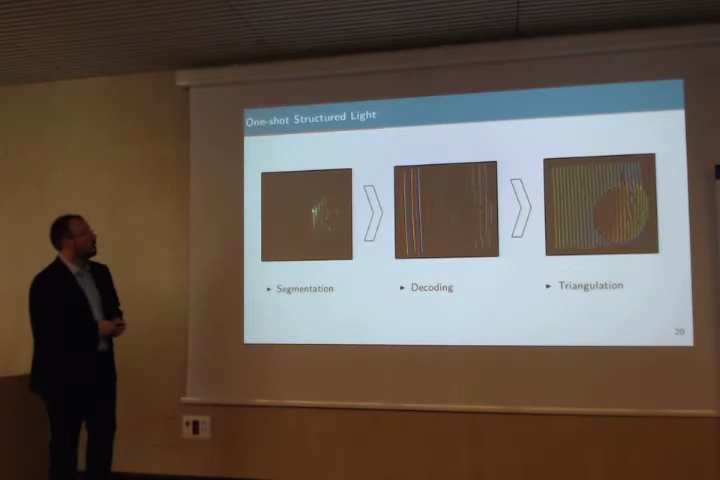 One-shot Structured Light
► Segmentation
► Decoding
► Triangulation
20